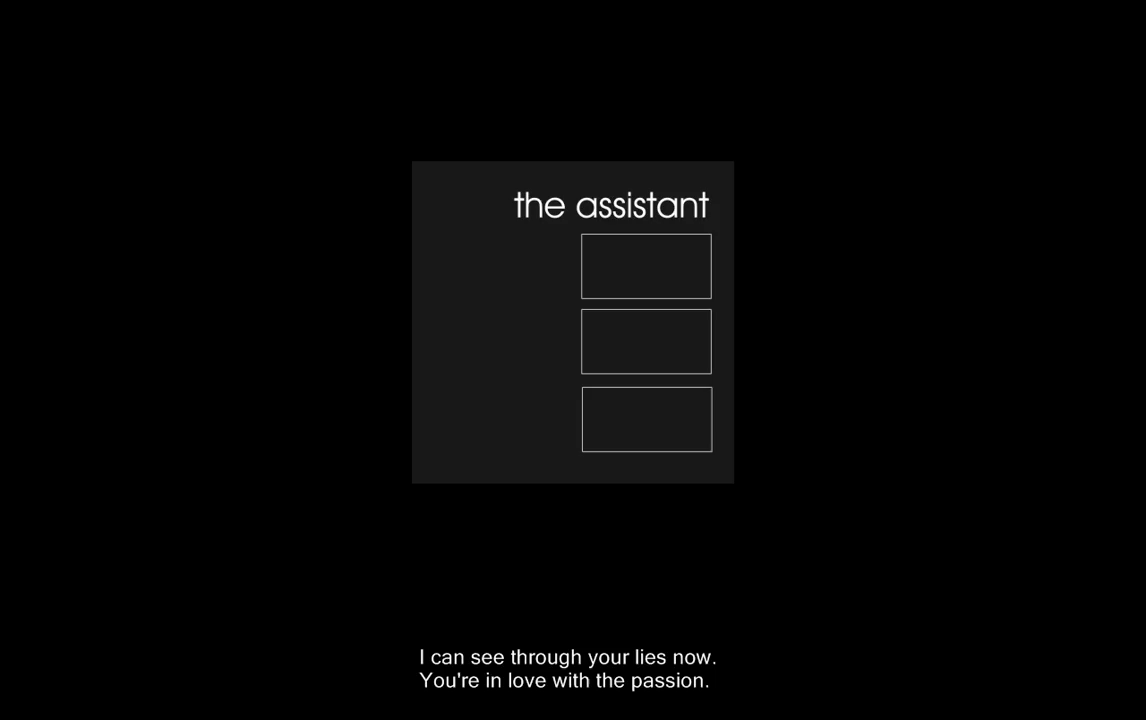 the assistant
I can see through your lies now.
You're in love with the passion.